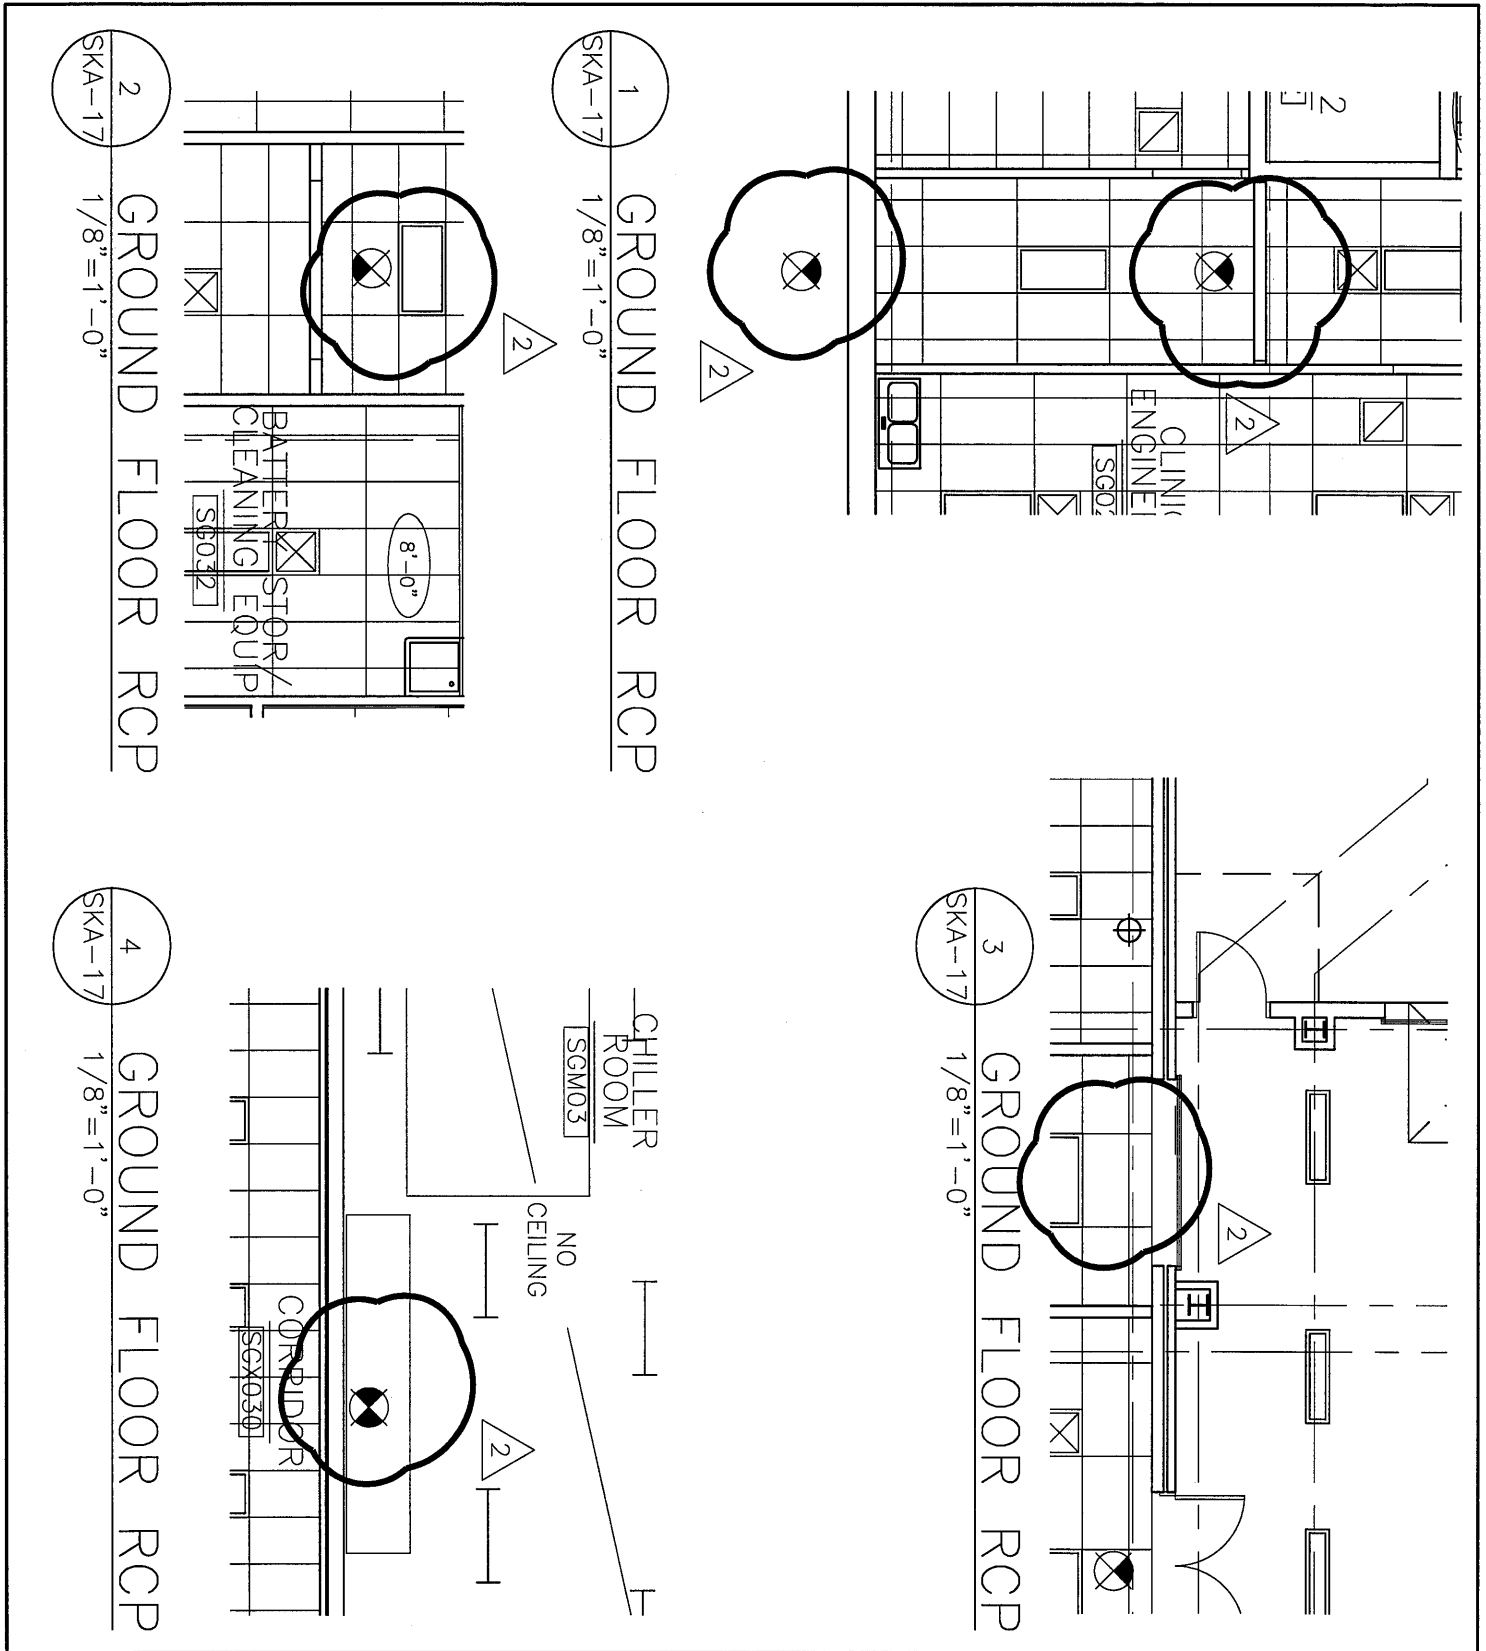 2
CLINIC
ENGINE
SG02
2
2
1
SKA-17
GROUND FLOOR RCP
1/8"=1'-0"
2
8'-0"
BATTERY STOR/
CLEANING EQUIP
SG032
2
SKA-17
GROUND FLOOR RCP
1/8"=1'-0"
2
3
SKA-17
GROUND FLOOR RCP
1/8"=1'-0"
CHILLER
ROOM
SGM03
NO
CEILING
2
CORRIDOR
SGX030
4
SKA-17
GROUND FLOOR RCP
1/8"=1'-0"